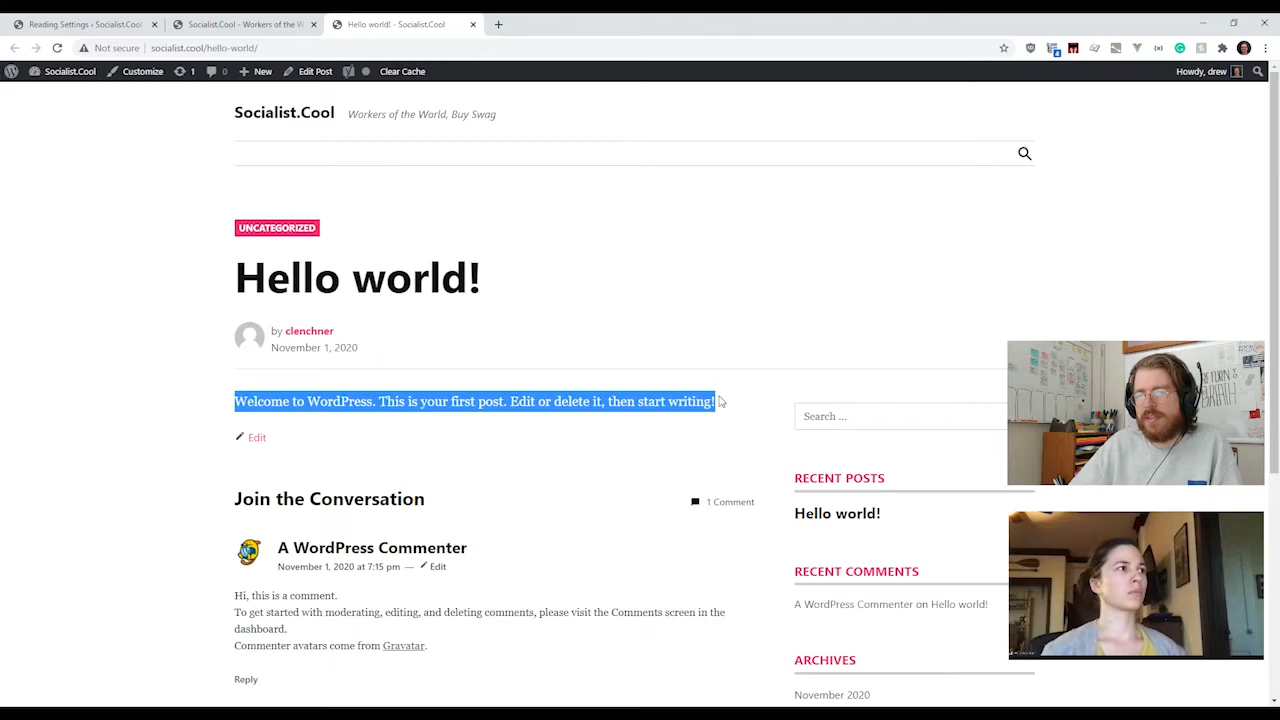 Reading Settings ‹ Socialist.Cool
Socialist.Cool - Workers of the W
Hello world! - Socialist.Cool
Not secure
socialist.cool/hello-world/
Socialist.Cool
Customize
1
0
New
Edit Post
Clear Cache
Howdy, drew
Socialist.Cool
Workers of the World, Buy Swag
UNCATEGORIZED
Hello world!
by clenchner
November 1, 2020
Welcome to WordPress. This is your first post. Edit or delete it, then start writing!
Edit
Join the Conversation
1 Comment
A WordPress Commenter
November 1, 2020 at 7:15 pm — Edit
Hi, this is a comment.
To get started with moderating, editing, and deleting comments, please visit the Comments screen in the
dashboard.
Commenter avatars come from Gravatar.
Reply
Search ...
RECENT POSTS
Hello world!
RECENT COMMENTS
A WordPress Commenter on Hello world!
ARCHIVES
November 2020